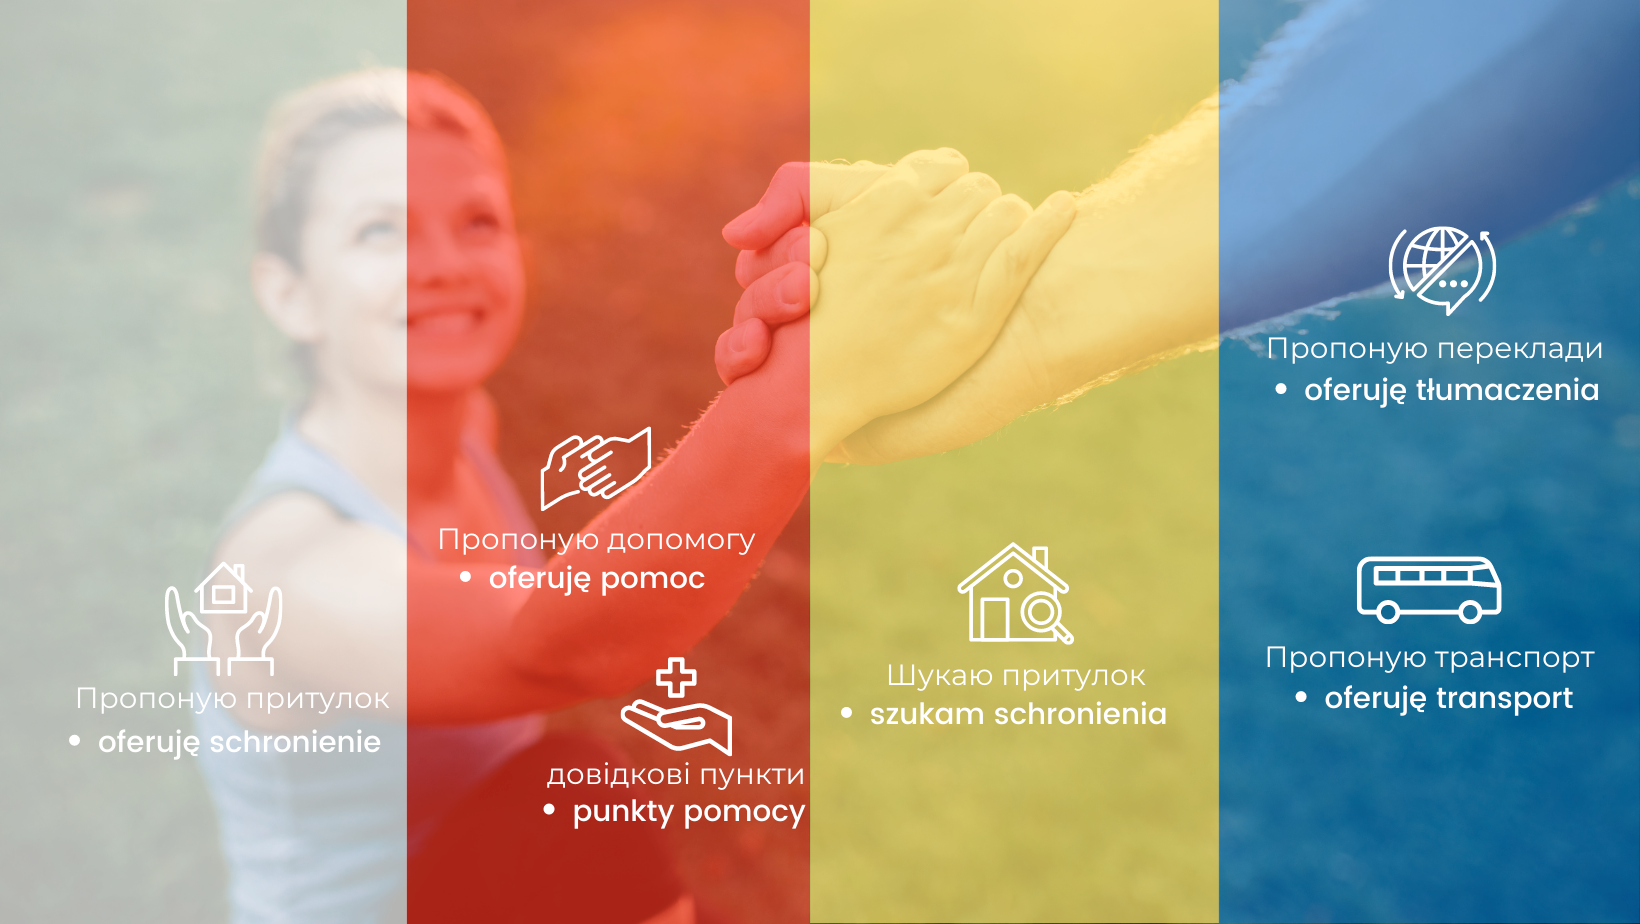 Пропоную притулок
• oferuję schronienie
Пропоную допомогу
• oferuję pomoc
довідкові пункти
• punkty pomocy
Шукаю притулок
• szukam schronienia
Пропоную переклади
• oferuję tłumaczenia
Пропоную транспорт
• oferuję transport